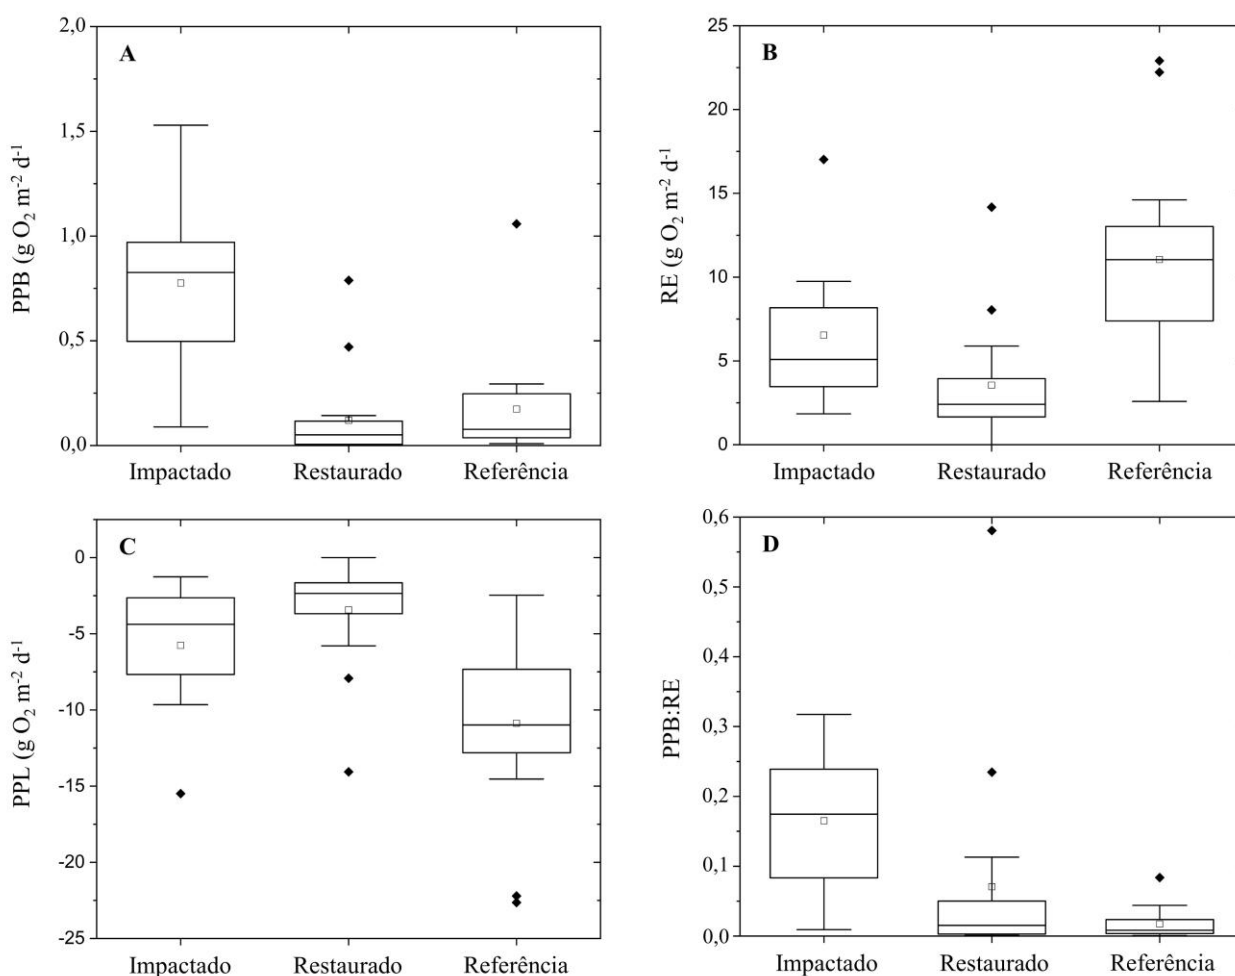 A
PPB (g O₂ m⁻² d⁻¹)
2,0
1,5
1,0
0,5
0,0
Impactado Restaurado Referência
B
RE (g O₂ m⁻² d⁻¹)
25
20
15
10
5
0
Impactado Restaurado Referência
C
PPL (g O₂ m⁻² d⁻¹)
0
-5
-10
-15
-20
-25
Impactado Restaurado Referência
D
PPB:RE
0,6
0,5
0,4
0,3
0,2
0,1
0,0
Impactado Restaurado Referência